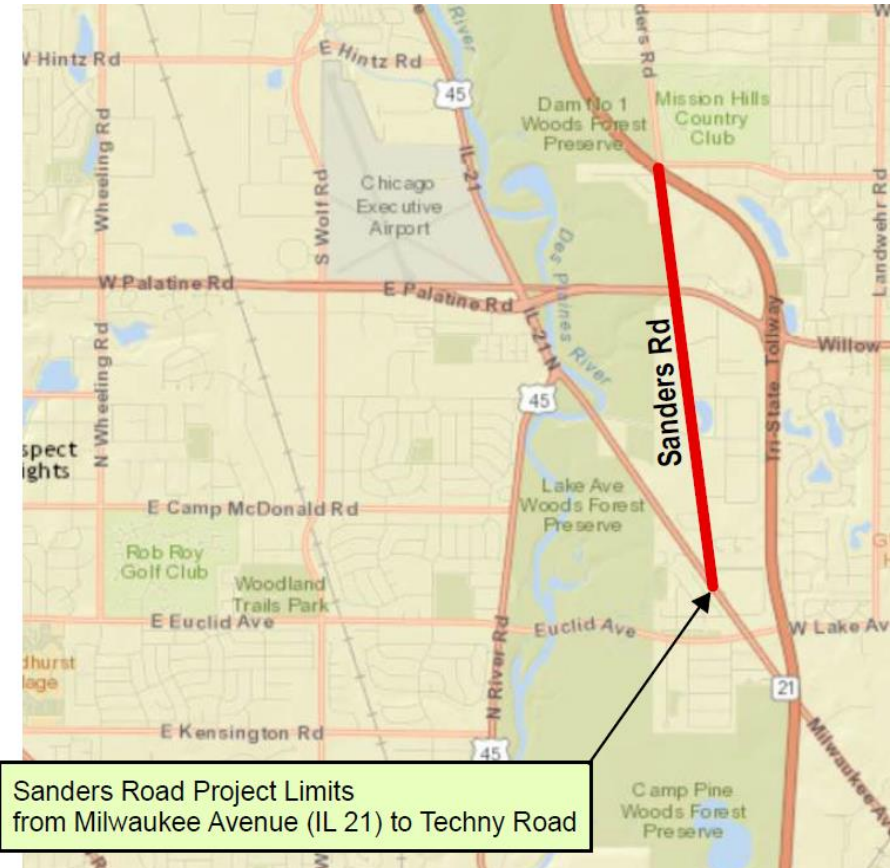 River
ders Rd
W Hintz Rd
E Hintz Rd
45
Dam No 1
Woods Forest
Preserve
Mission Hills
Country
Club
Wheeling Rd
S Wolf Rd
IL-21
Chicago
Executive
Airport
Landwehr Rd
Des Plaines River
W Palatine Rd
E Palatine Rd
IL-21 N
Sanders Rd
Tri-State Tollway
Willow
N Wheeling Rd
45
spect
ights
Lake Ave
Woods Forest
Preserve
E Camp McDonald Rd
Rob Roy
Golf Club
Woodland
Trails Park
E Euclid Ave
Euclid Ave
W Lake Av
N River Rd
dhurst
lage
21
E Kensington Rd
45
Milwaukee Av
Sanders Road Project Limits
from Milwaukee Avenue (IL 21) to Techny Road
Camp Pine
Woods Forest
Preserve